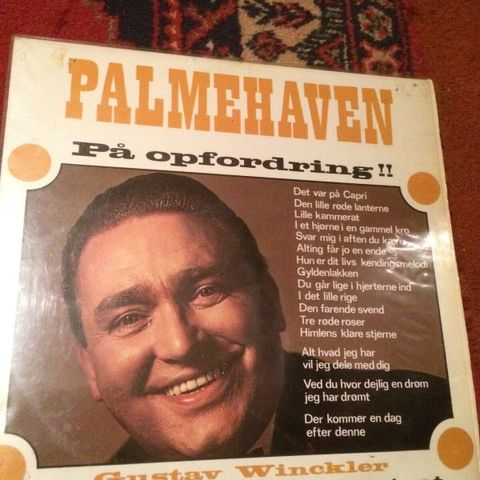 PALMEHAVEN
På opfordring!!
Det var på Capri
Den lille røde lanterne
Lille kammerat
I et hjørne i en gammel kro
Svar mig i aften du
Alting får jo en ende
Hun er dit livs kendingsmelodi
Gyldenlakken
Du går lige i hjerterne ind
I det lille rige
Den farende svend
Tre røde roser
Himlens klare stjerne
Alt hvad jeg har
vil jeg dele med dig
Ved du hvor dejlig en drøm
jeg har drømt
Der kommer en dag
efter denne
Gustav Winckler